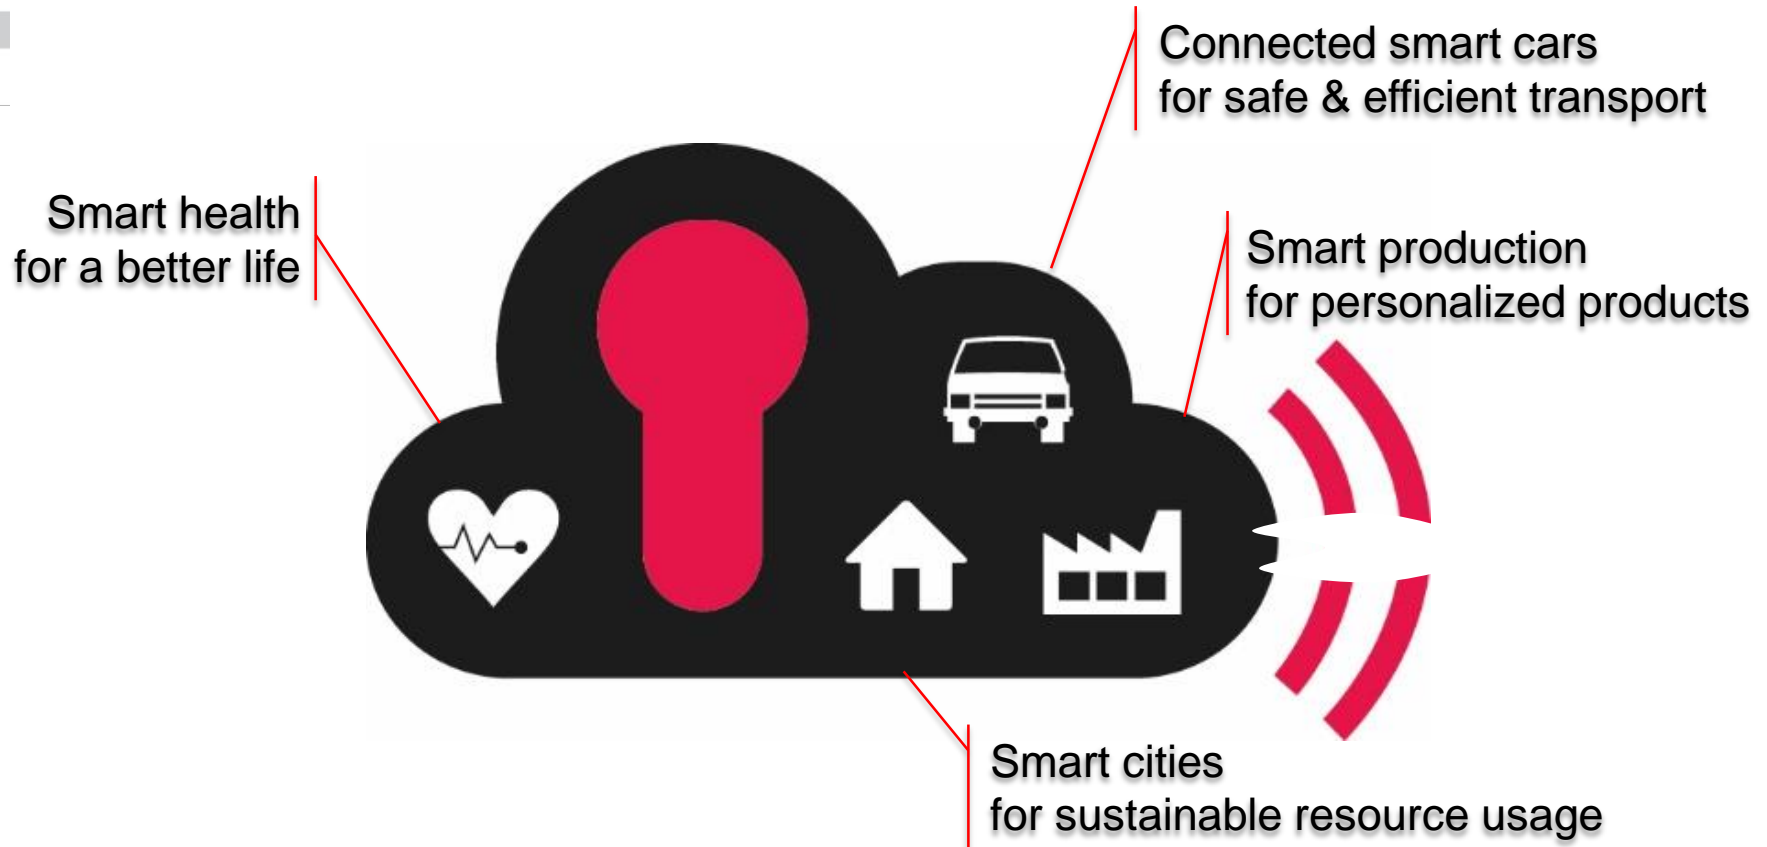 Connected smart cars
for safe & efficient transport
Smart health
for a better life
Smart production
for personalized products
Smart cities
for sustainable resource usage